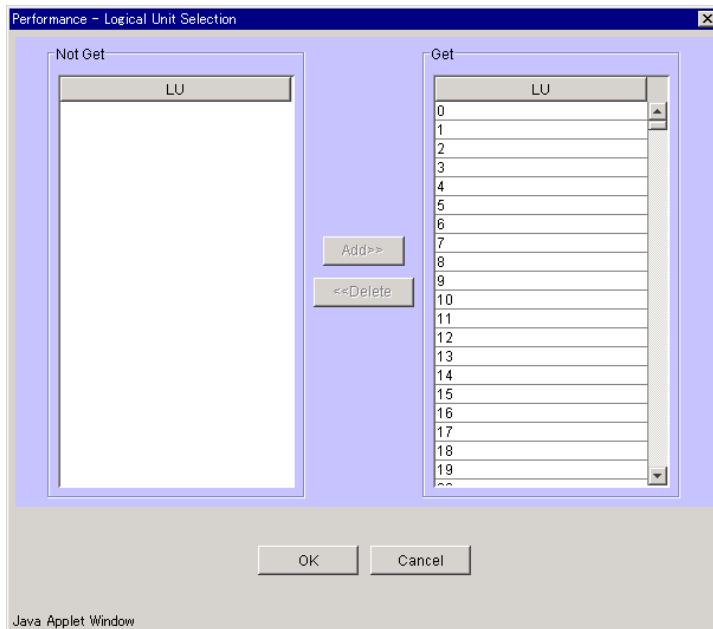 Performance - Logical Unit Selection
Not Get
LU
Add>>
<<Delete
Get
LU
0
1
2
3
4
5
6
7
8
9
10
11
12
13
14
15
16
17
18
19
OK Cancel
Java Applet Window